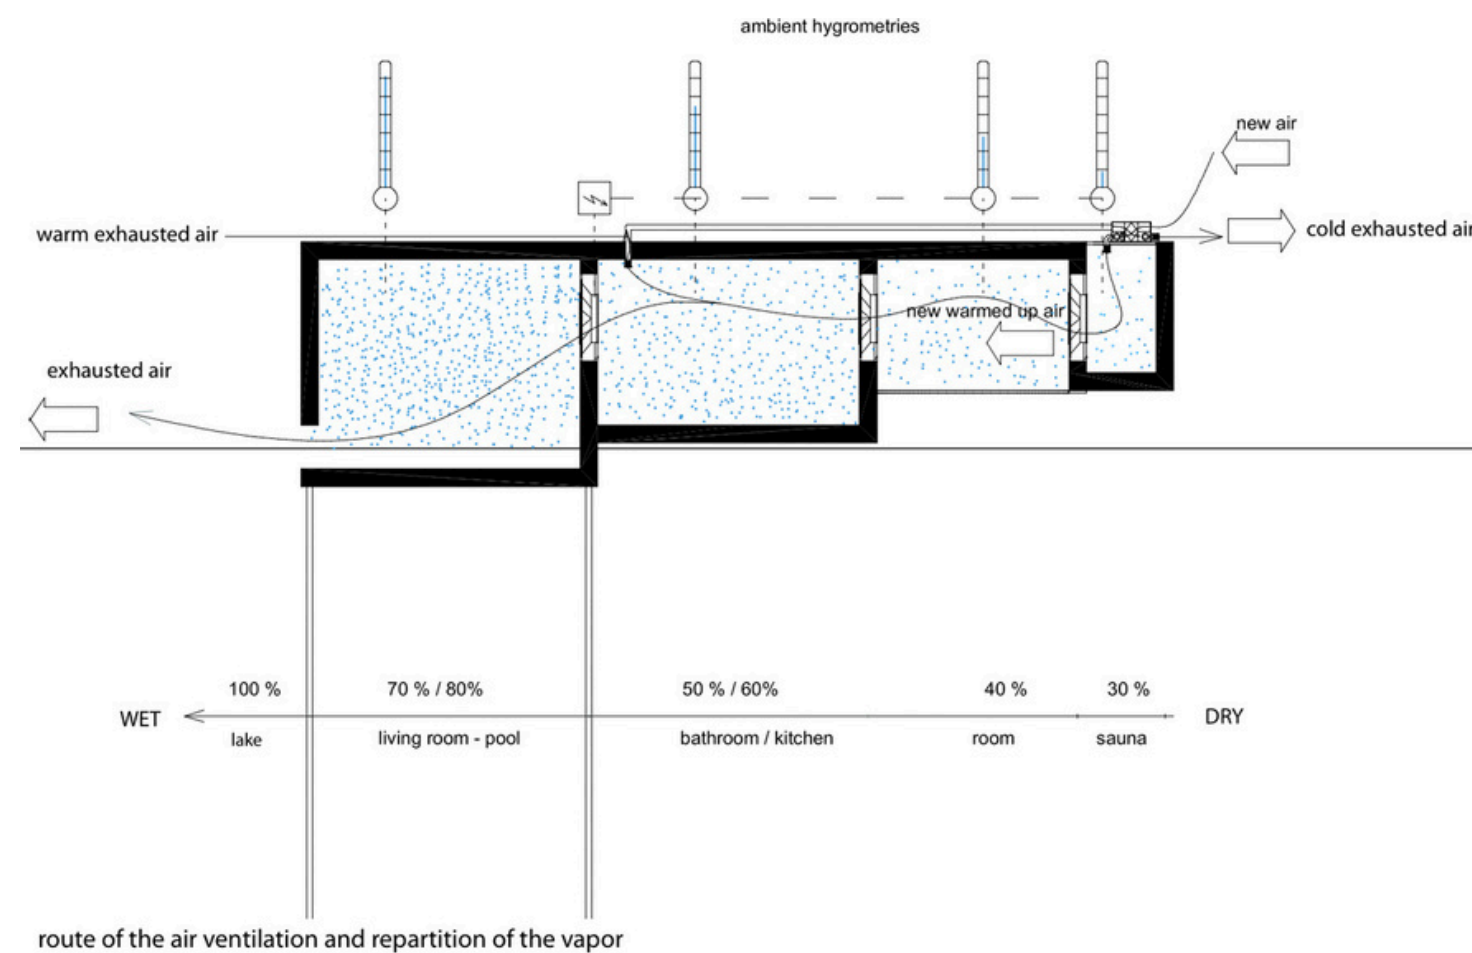 ambient hygrometries
new air
warm exhausted air
cold exhausted air
new warmed up air
exhausted air
100 %
70 % / 80%
50 % / 60%
40 %
30 %
WET
DRY
lake
living room - pool
bathroom / kitchen
room
sauna
route of the air ventilation and repartition of the vapor